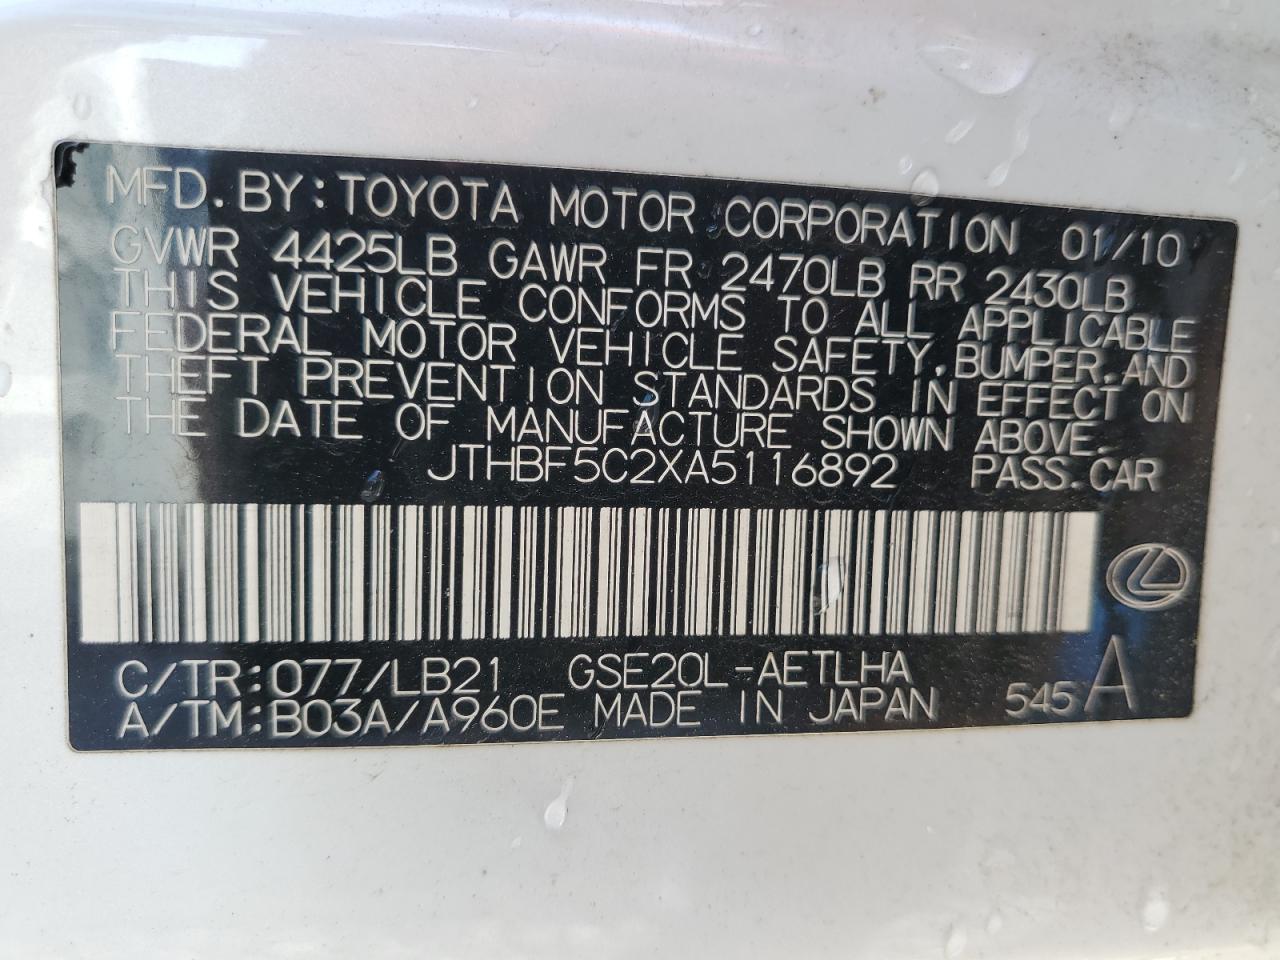 MFD.BY:TOYOTA MOTOR CORPORATION 01/10
GVWR 4425LB GAWR FR 2470LB RR 2430LB
THIS VEHICLE CONFORMS TO ALL APPLICABLE
FEDERAL MOTOR VEHICLE SAFETY,BUMPER,AND
THEFT PREVENTION STANDARDS IN EFFECT ON
THE DATE OF MANUFACTURE SHOWN ABOVE.
JTHBF5C2XA5116892 PASS.CAR
C/TR:077/LB21 GSE20L-AETLHA
A/TM:B03A/A960E MADE IN JAPAN 545 A